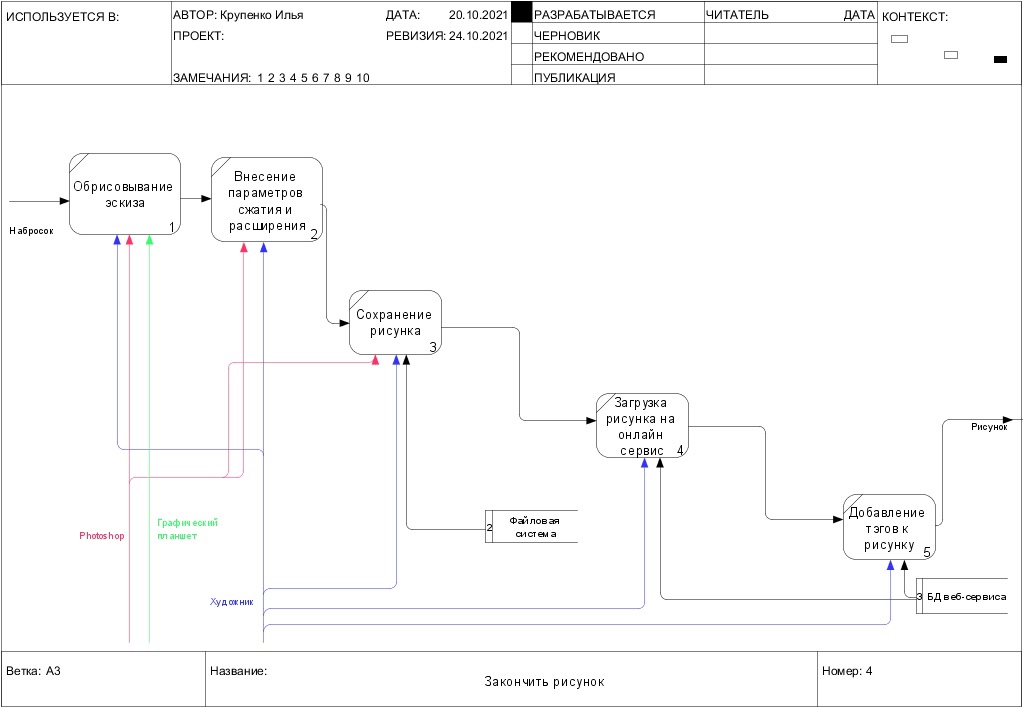 ИСПОЛЬЗУЕТСЯ В:
АВТОР: Крупенко Илья
ДАТА: 20.10.2021
ПРОЕКТ:
РЕВИЗИЯ: 24.10.2021
ЗАМЕЧАНИЯ: 1 2 3 4 5 6 7 8 9 10
РАЗРАБАТЫВАЕТСЯ
ЧЕРНОВИК
РЕКОМЕНДОВАНО
ПУБЛИКАЦИЯ
ЧИТАТЕЛЬ
ДАТА
КОНТЕКСТ:
Набросок
Обрисовывание
эскиза
1
Внесение
параметров
сжатия и
расширения
2
Сохранение
рисунка
3
Загрузка
рисунка на
онлайн
сервис
4
Рисунок
Добавление
тэгов к
рисунку
5
Photoshop
Графический
планшет
2
Файловая
система
Художник
3
БД веб-сервиса
Ветка: A3
Название:
Закончить рисунок
Номер: 4